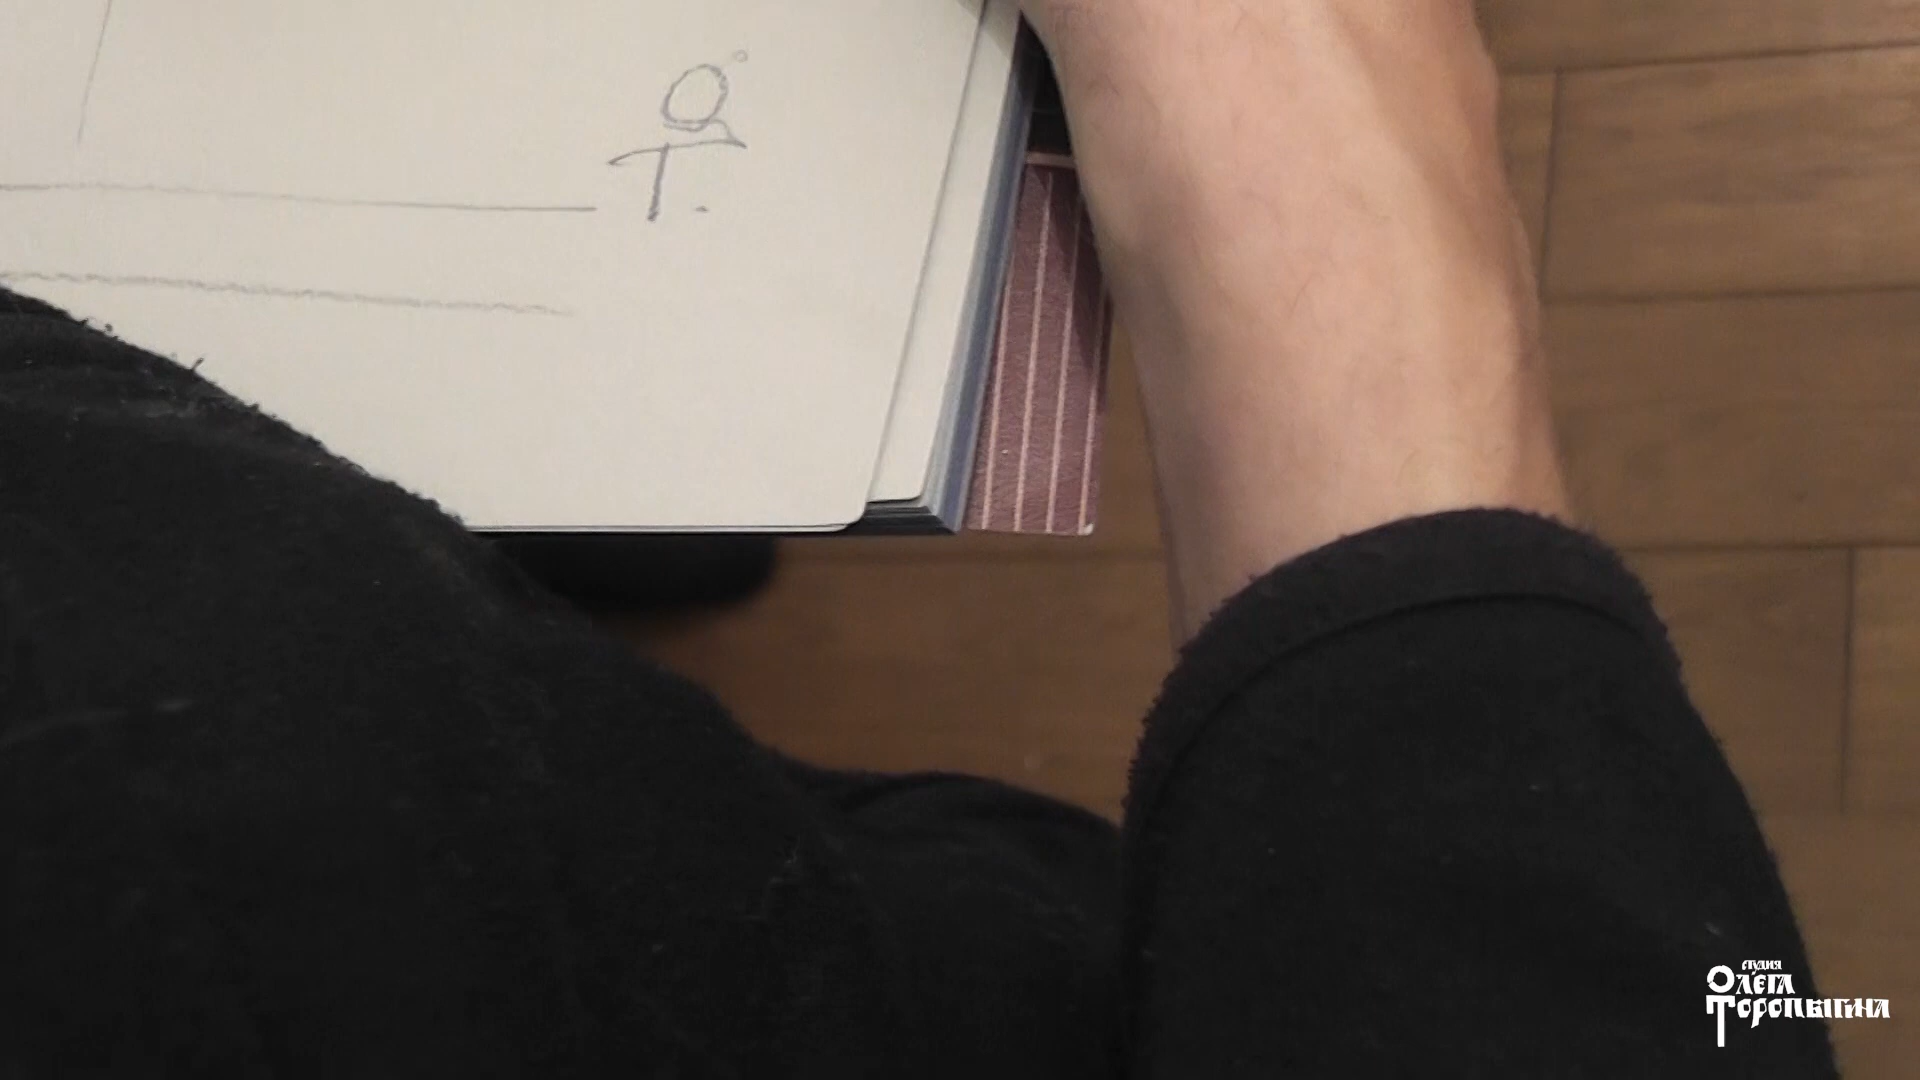 О
Т.
студия
Олега
Торопыгина